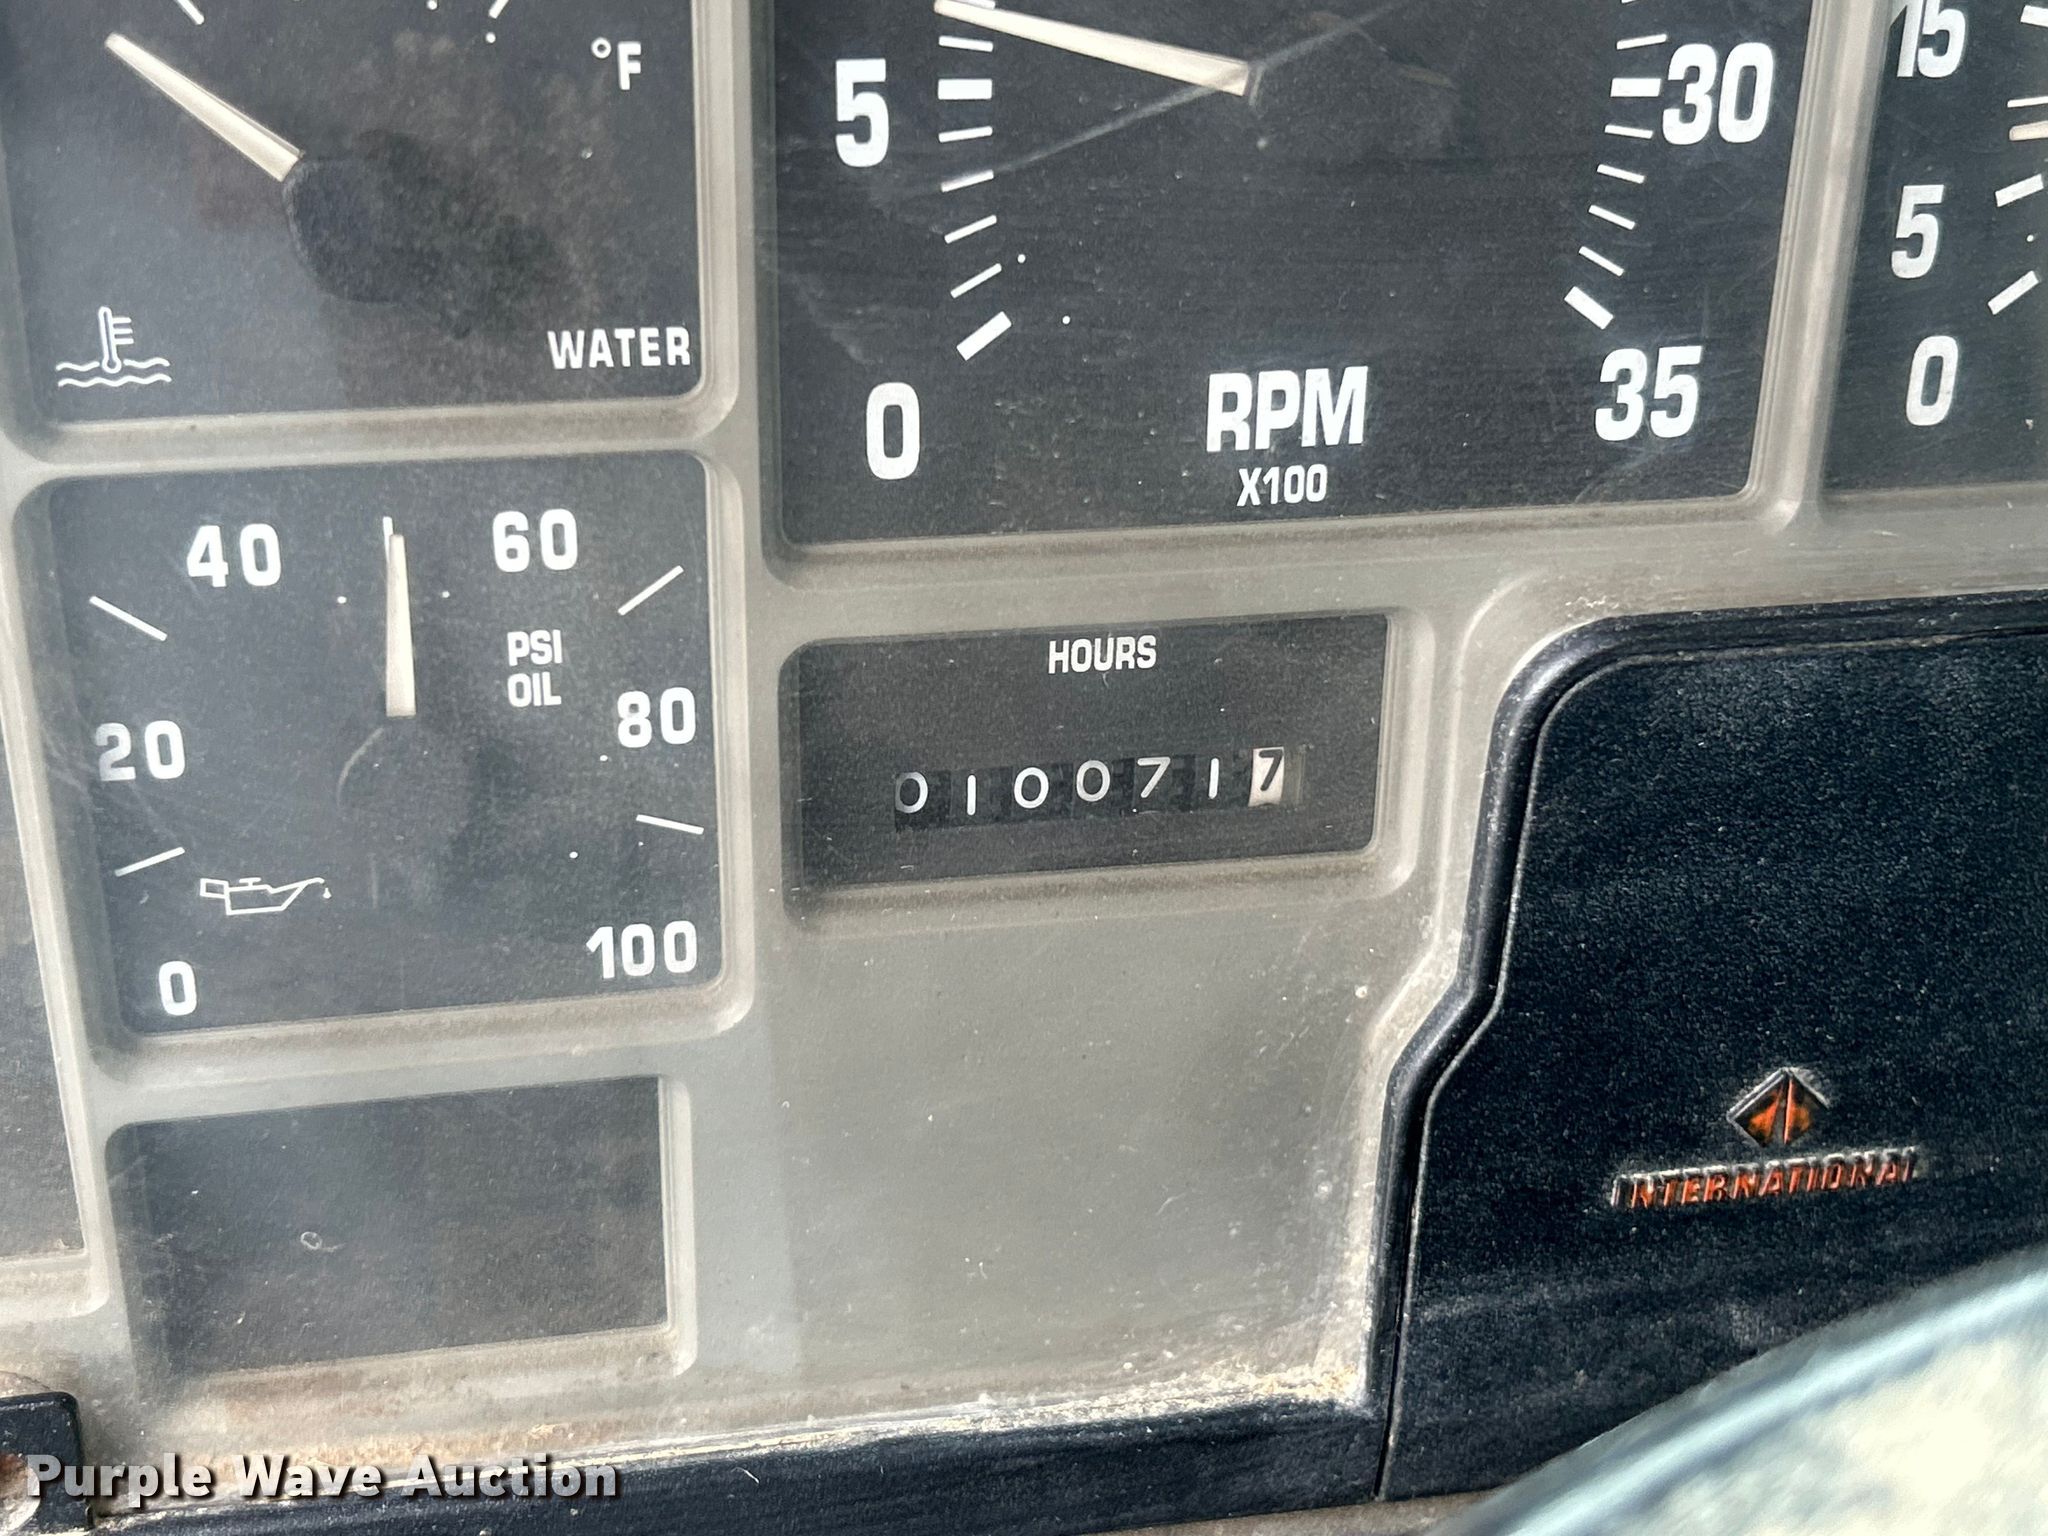 °F
WATER
5
30
0
RPM
X100
35
15
5
0
40
60
PSI
OIL
20
80
0
100
HOURS
0100717
INTERNATIONAL
Purple Wave Auction